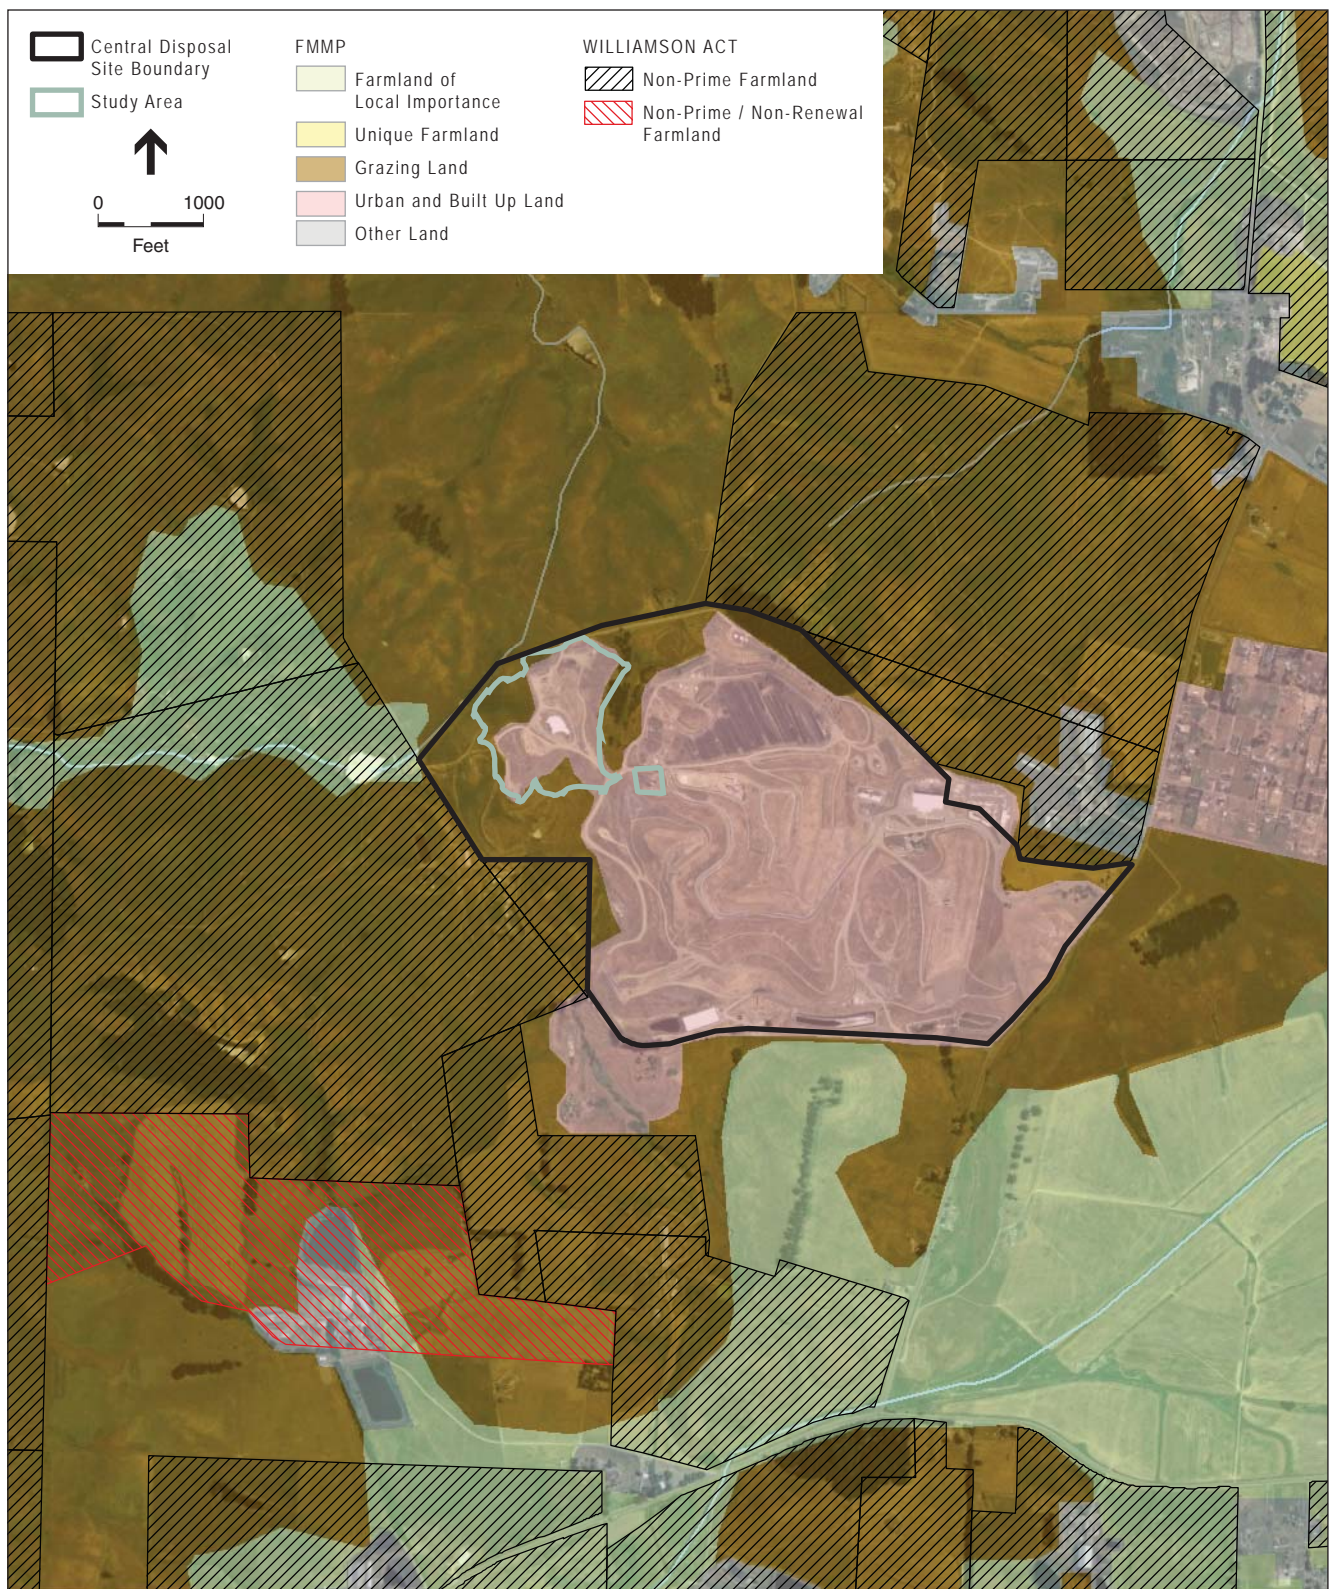 Central Disposal
Site Boundary
Study Area
0 1000
Feet
FMMP
Farmland of
Local Importance
Unique Farmland
Grazing Land
Urban and Built Up Land
Other Land
WILLIAMSON ACT
Non-Prime Farmland
Non-Prime / Non-Renewal
Farmland